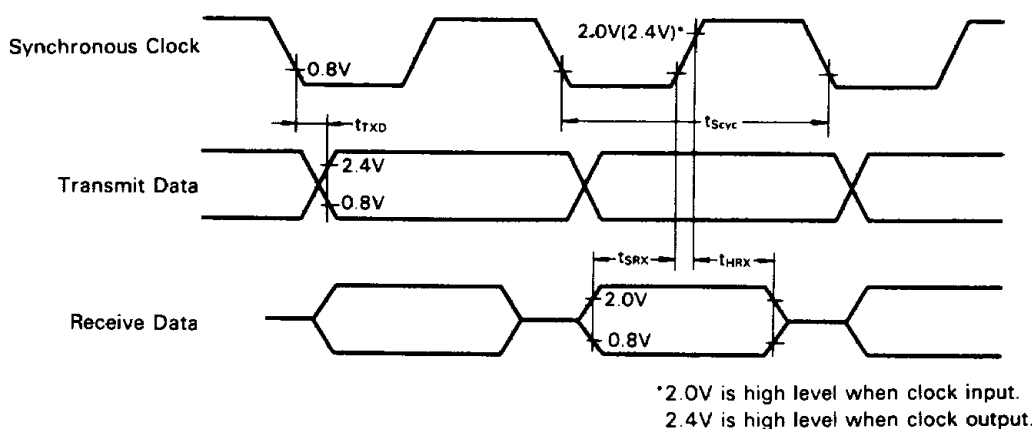 Synchronous Clock
0.8V
2.0V(2.4V)*
tTXD
tScyc
Transmit Data
2.4V
0.8V
tSRX
tHRX
Receive Data
2.0V
0.8V
*2.0V is high level when clock input.
2.4V is high level when clock output.